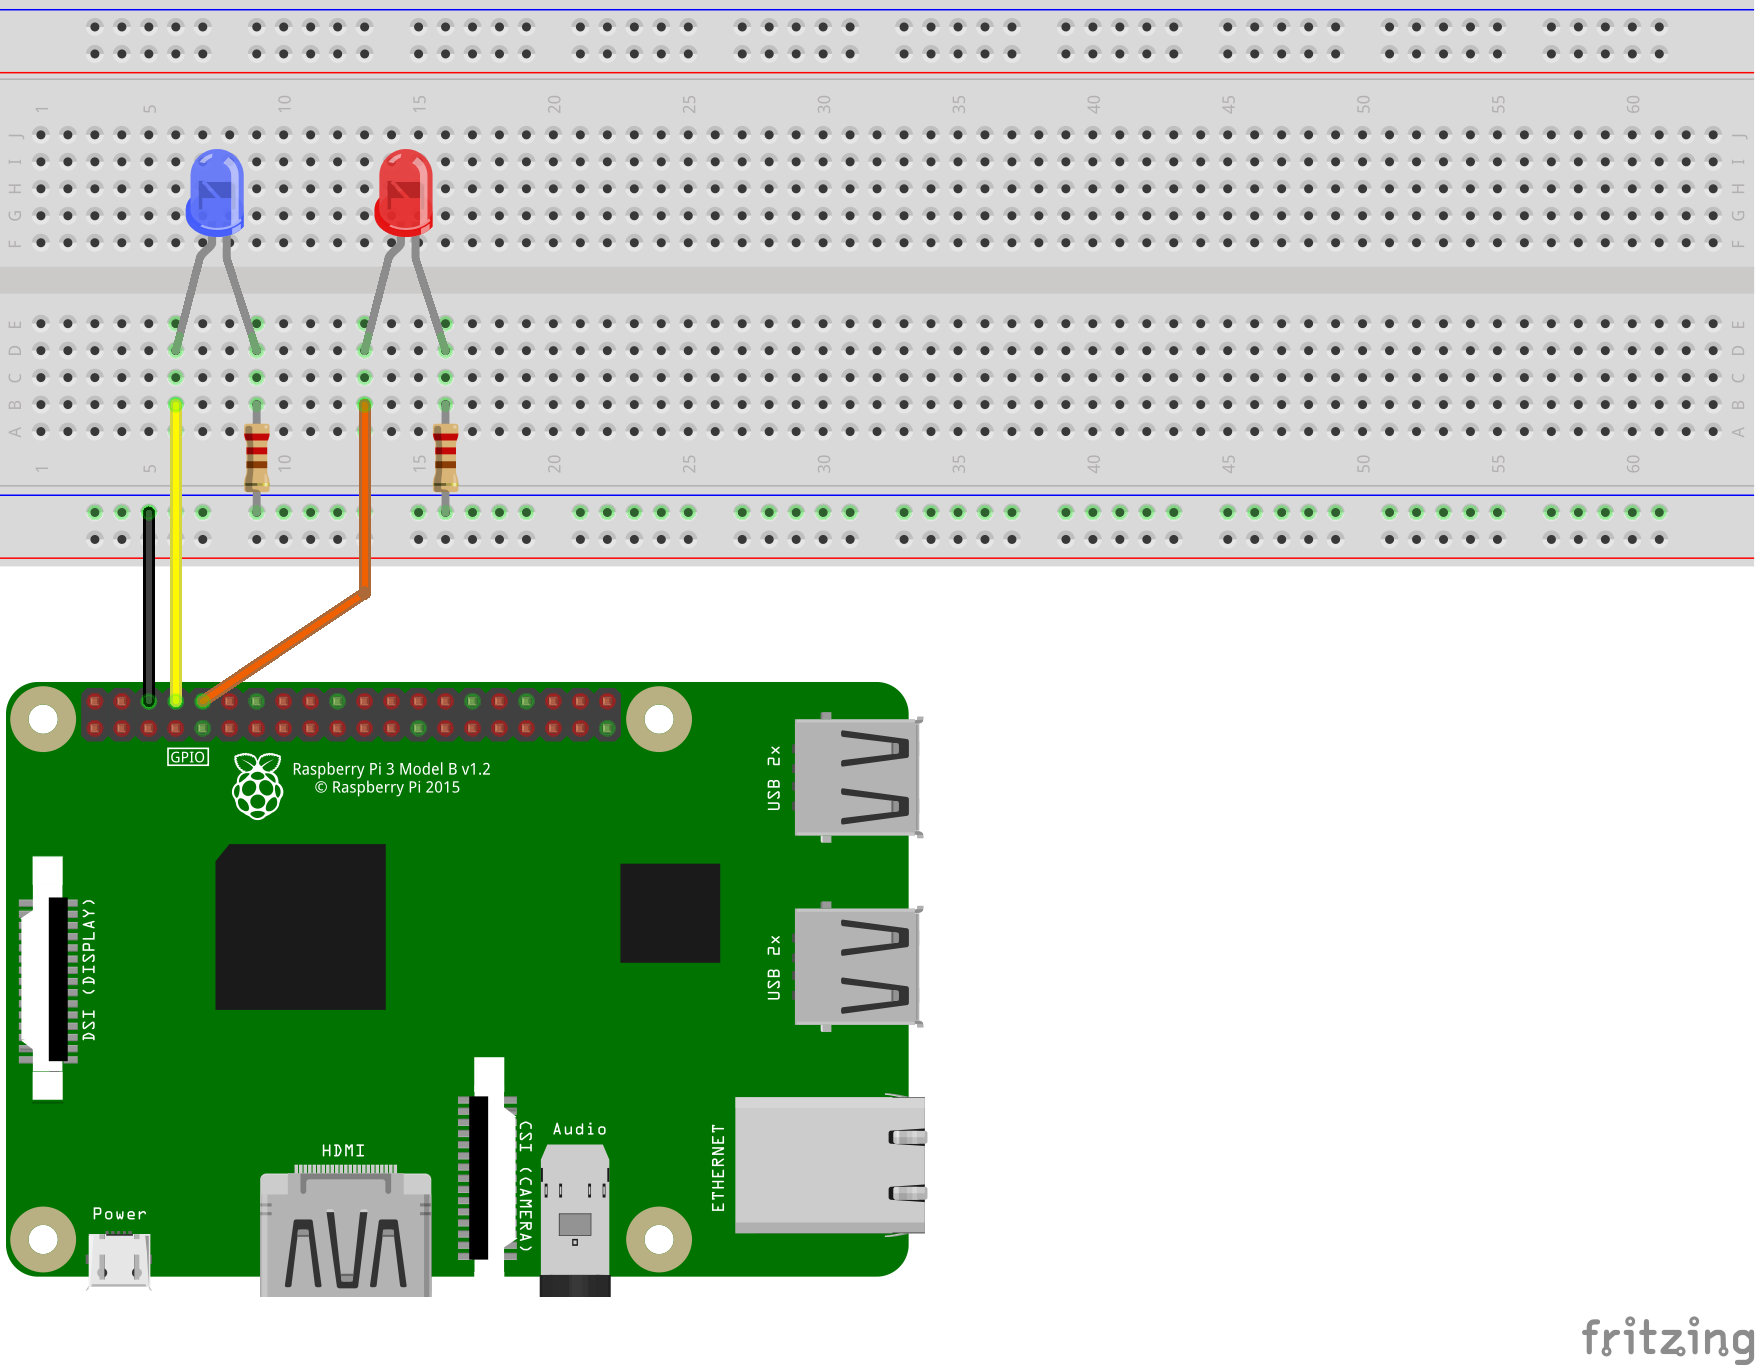 1 5 10 15 20 25 30 35 40 45 50 55 60
J J
I I
H H
G G
F F
E E
D D
C C
B B
A A
1 5 10 15 20 25 30 35 40 45 50 55 60
GPIO
Raspberry Pi 3 Model B v1.2
© Raspberry Pi 2015
USB 2x
DSI (DISPLAY)
USB 2x
HDMI
CSI (CAMERA)
Audio
ETHERNET
Power
fritzing